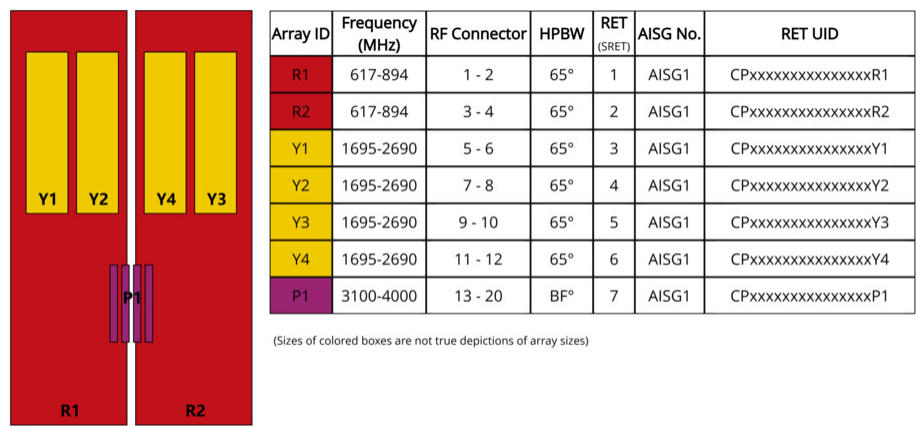 Y1 Y2 Y4 Y3
P1
R1 R2
Array ID Frequency (MHz) RF Connector HPBW RET (SRET) AISG No. RET UID
R1 617-894 1 - 2 65° 1 AISG1 CPxxxxxxxxxxxxxxxR1
R2 617-894 3 - 4 65° 2 AISG1 CPxxxxxxxxxxxxxxxR2
Y1 1695-2690 5 - 6 65° 3 AISG1 CPxxxxxxxxxxxxxxxY1
Y2 1695-2690 7 - 8 65° 4 AISG1 CPxxxxxxxxxxxxxxxY2
Y3 1695-2690 9 - 10 65° 5 AISG1 CPxxxxxxxxxxxxxxxY3
Y4 1695-2690 11 - 12 65° 6 AISG1 CPxxxxxxxxxxxxxxxY4
P1 3100-4000 13 - 20 BF° 7 AISG1 CPxxxxxxxxxxxxxxxP1
(Sizes of colored boxes are not true depictions of array sizes)